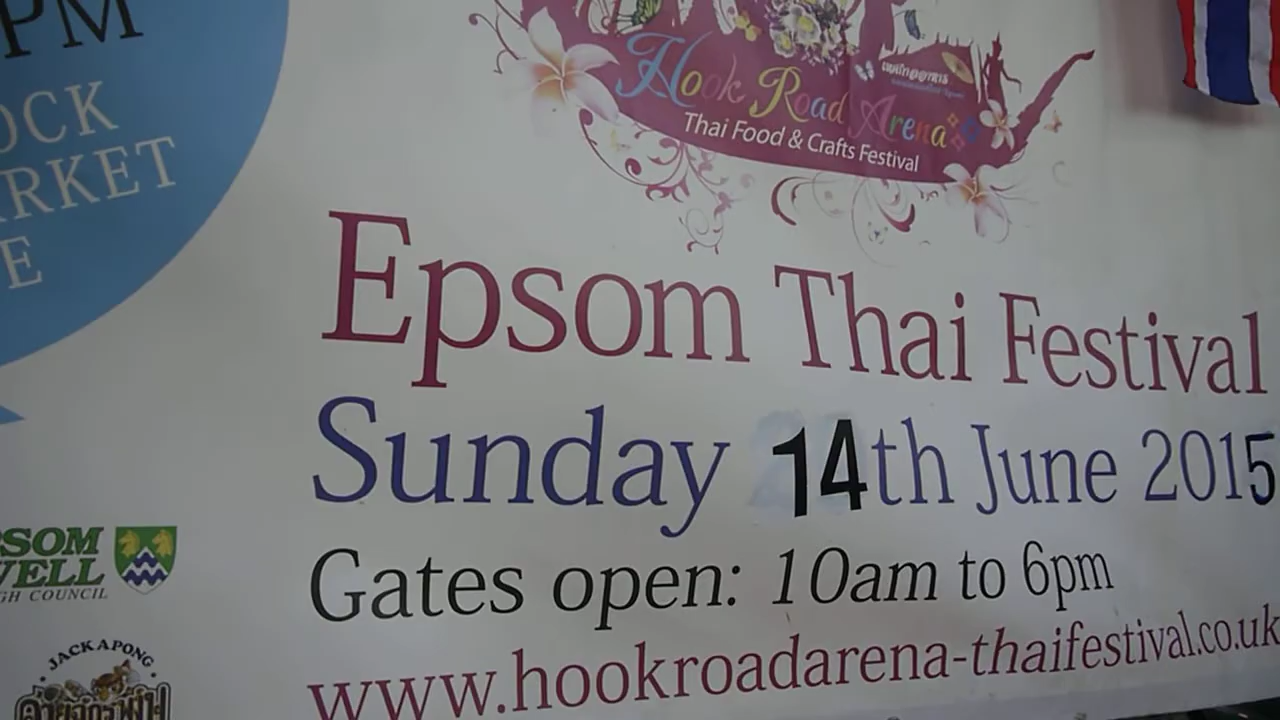 PM
OCK
ARKET
E
Hook Road Arena
Thai Food & Crafts Festival
Epsom Thai Festival
Sunday 14th June 2015
Gates open: 10am to 6pm
www.hookroadarena-thaifestival.co.uk
SOM
WELL
GH COUNCIL
JACKAPONG